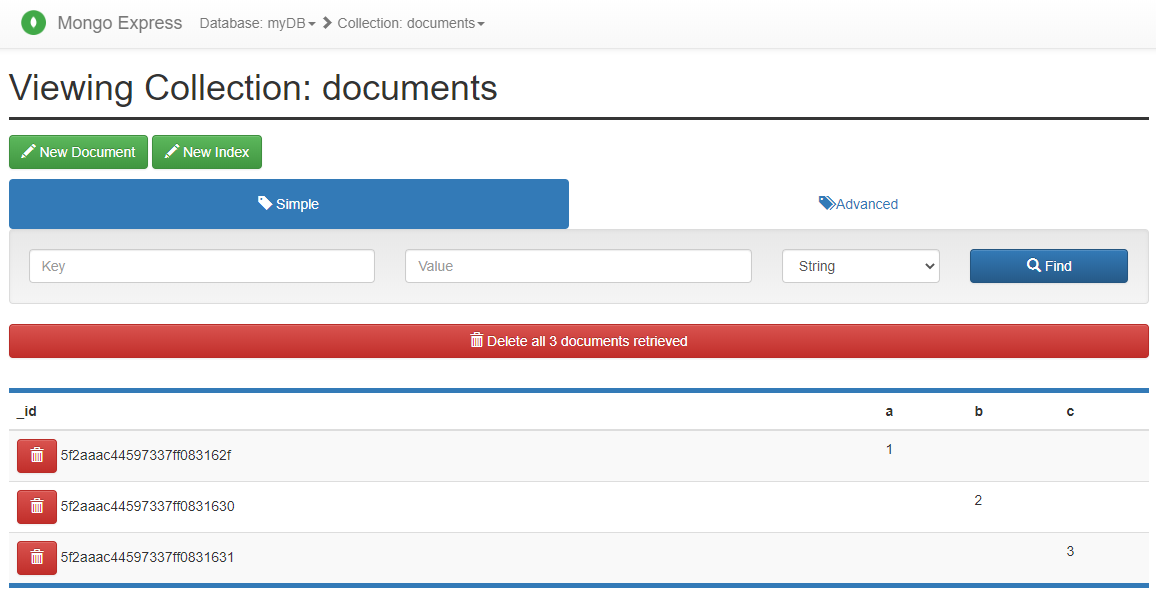 Mongo Express Database: myDB Collection: documents
Viewing Collection: documents
New Document New Index
Simple Advanced
Key Value String Find
Delete all 3 documents retrieved
_id a b c
5f2aaac44597337ff083162f 1
5f2aaac44597337ff0831630 2
5f2aaac44597337ff0831631 3